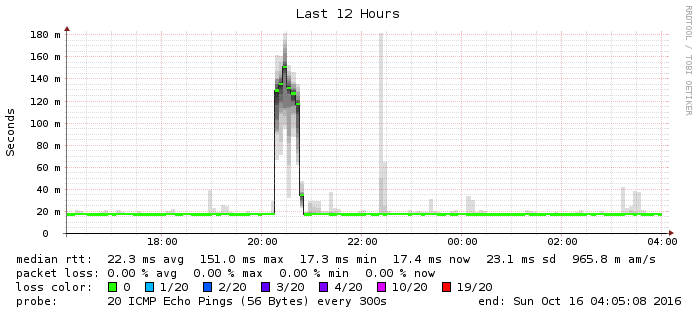 Last 12 Hours
RRDTOOL / TOBI OETIKER
Seconds
180 m
160 m
140 m
120 m
100 m
80 m
60 m
40 m
20 m
0
18:00 20:00 22:00 00:00 02:00 04:00
median rtt: 22.3 ms avg 151.0 ms max 17.3 ms min 17.4 ms now 23.1 ms sd 965.8 m am/s
packet loss: 0.00 % avg 0.00 % max 0.00 % min 0.00 % now
loss color: 0 1/20 2/20 3/20 4/20 10/20 19/20
probe: 20 ICMP Echo Pings (56 Bytes) every 300s end: Sun Oct 16 04:05:08 2016